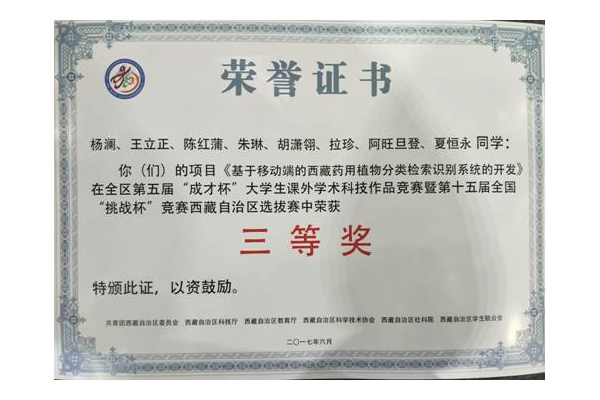 荣誉证书
杨澜、王立正、陈红蒲、朱琳、胡潇翎、拉珍、阿旺旦登、夏恒永 同学：
你（们）的项目《基于移动端的西藏药用植物分类检索识别系统的开发》
在全区第五届“成才杯”大学生课外学术科技作品竞赛暨第十五届全国
“挑战杯”竞赛西藏自治区选拔赛中荣获
三等奖
特颁此证，以资鼓励。
共青团西藏自治区委员会 西藏自治区科技厅 西藏自治区教育厅 西藏自治区科学技术协会 西藏自治区社科院 西藏自治区学生联合会
二〇一七年六月